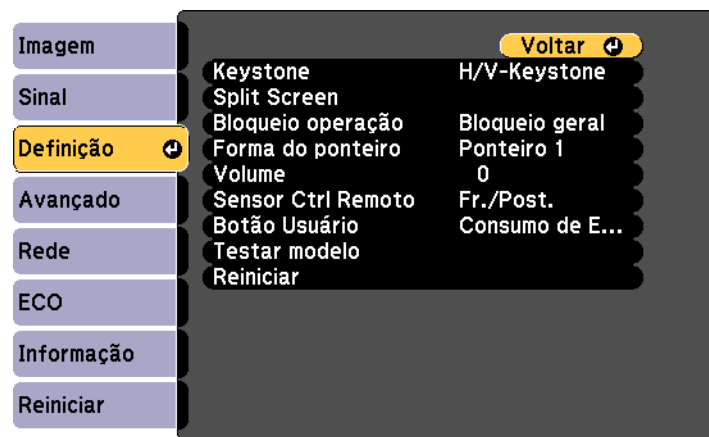 Imagem
Sinal
Definição
Avançado
Rede
ECO
Informação
Reiniciar
Voltar
Keystone H/V-Keystone
Split Screen
Bloqueio operação Bloqueio geral
Forma do ponteiro Ponteiro 1
Volume 0
Sensor Ctrl Remoto Fr./Post.
Botão Usuário Consumo de E...
Testar modelo
Reiniciar